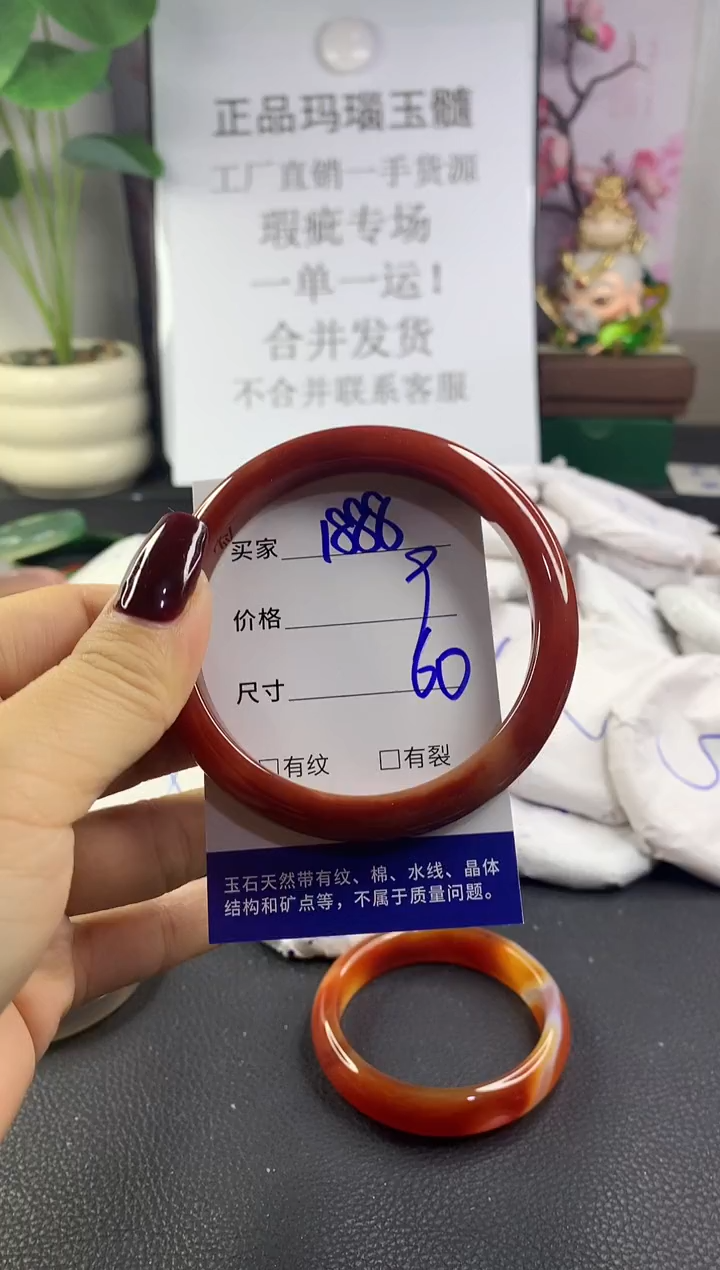 正品玛瑙玉髓
工厂直销一手货源
瑕疵专场
一单一运！
合并发货
不合并联系客服
买家 1888
价格
尺寸 60
□有纹 □有裂
玉石天然带有纹、棉、水线、晶体
结构和矿点等，不属于质量问题。